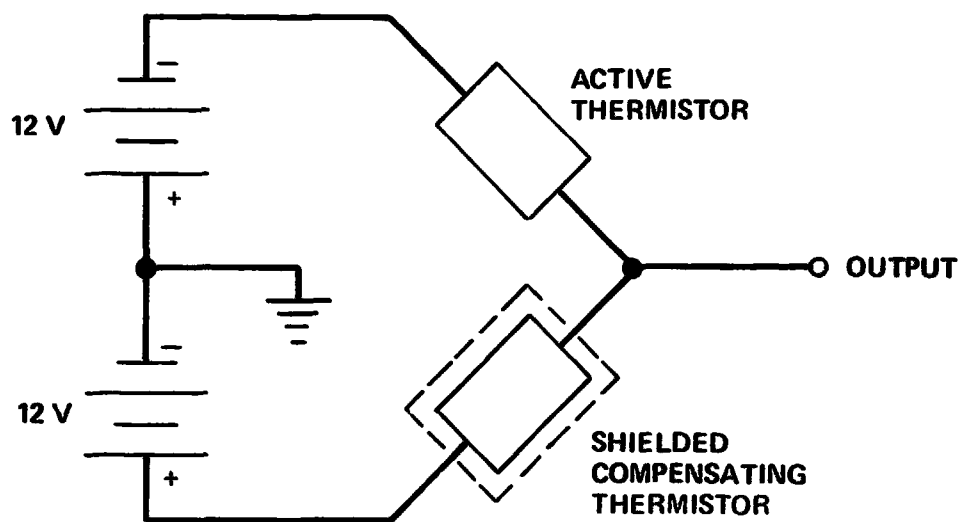 −
ACTIVE
THERMISTOR
12 V
+
OUTPUT
−
12 V
SHIELDED
COMPENSATING
THERMISTOR
+